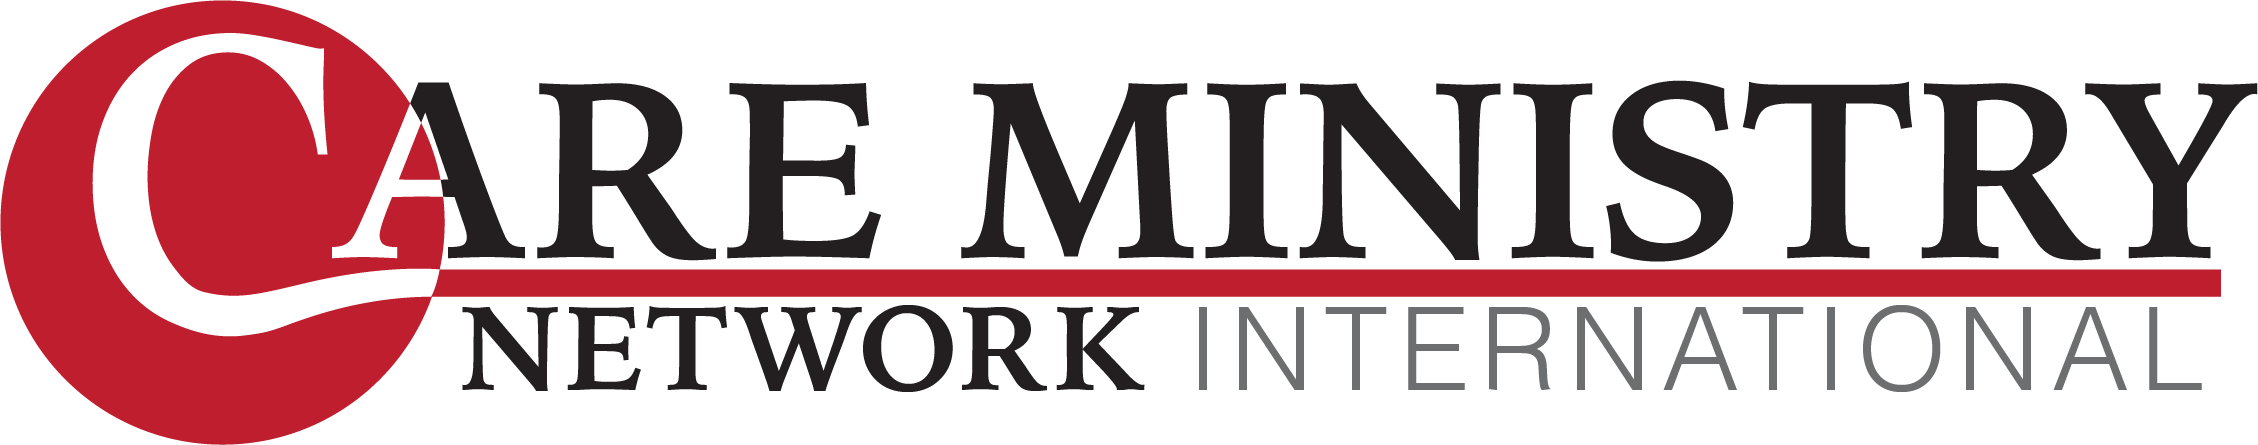 CARE MINISTRY
NETWORK INTERNATIONAL